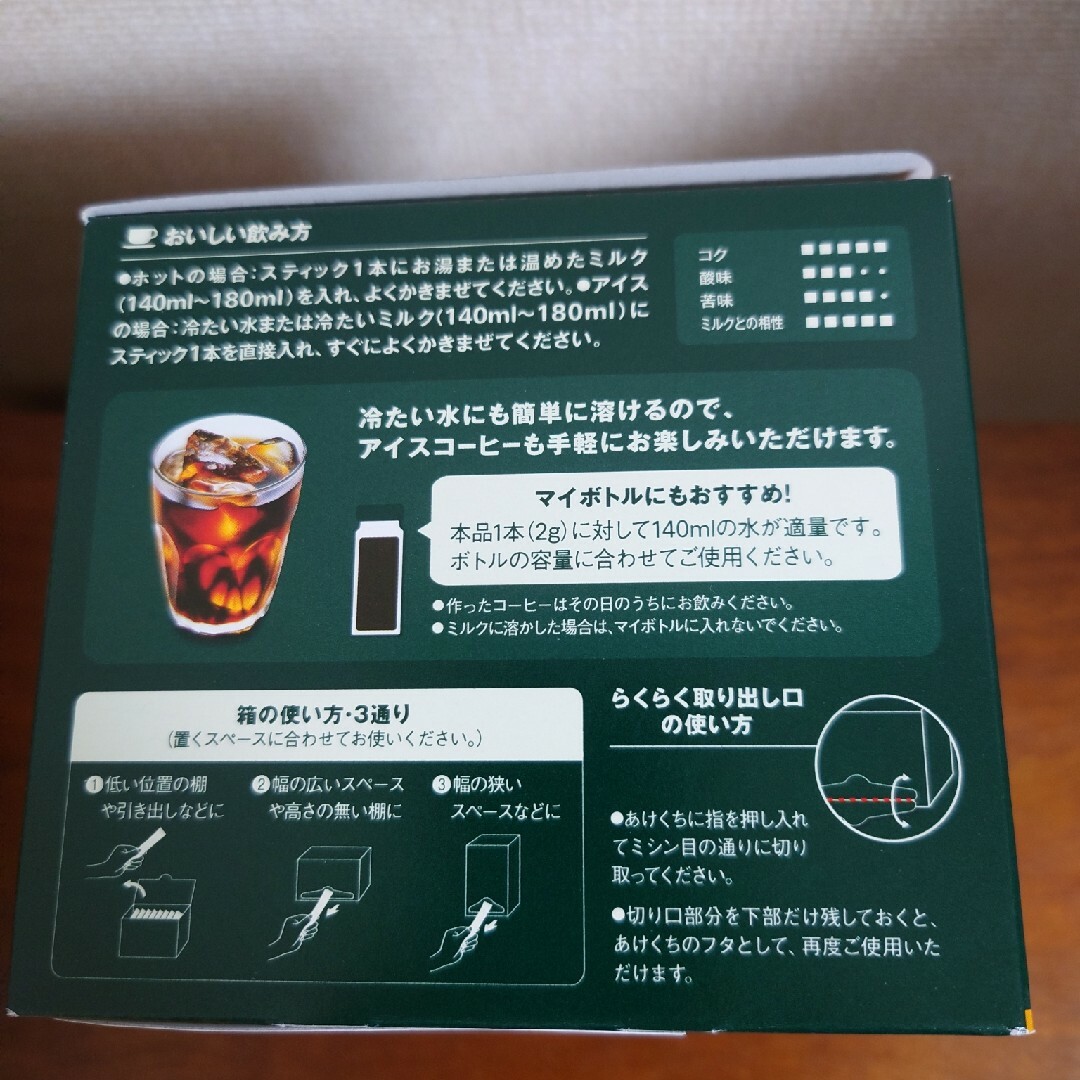 おいしい飲み方
●ホットの場合:スティック1本にお湯または温めたミルク
(140ml~180ml)を入れ、よくかきまぜてください。●アイス
の場合:冷たい水または冷たいミルク(140ml~180ml)に
スティック1本を直接入れ、すぐによくかきまぜてください。
コク ■■■■■
酸味 ■■■・・
苦味 ■■■■・
ミルクとの相性 ■■■■■
冷たい水にも簡単に溶けるので、
アイスコーヒーも手軽にお楽しみいただけます。
マイボトルにもおすすめ!
本品1本(2g)に対して140mlの水が適量です。
ボトルの容量に合わせてご使用ください。
●作ったコーヒーはその日のうちにお飲みください。
●ミルクに溶かした場合は、マイボトルに入れないでください。
箱の使い方・3通り
(置くスペースに合わせてお使いください。)
①低い位置の棚
や引き出しなどに
②幅の広いスペース
や高さの無い棚に
③幅の狭い
スペースなどに
らくらく取り出し口
の使い方
●あけくちに指を押し入れ
てミシン目の通りに切り
取ってください。
●切り口部分を下部だけ残しておくと、
あけくちのフタとして、再度ご使用いた
だけます。